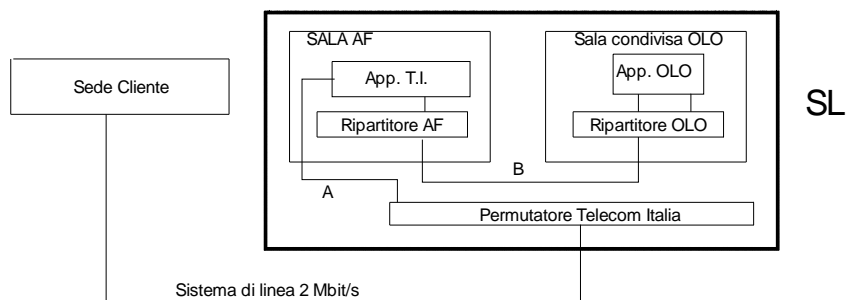 SALA AF
Sala condivisa OLO
Sede Cliente
App. T.I.
App. OLO
SL
Ripartitore AF
Ripartitore OLO
A
B
Permutatore Telecom Italia
Sistema di linea 2 Mbit/s